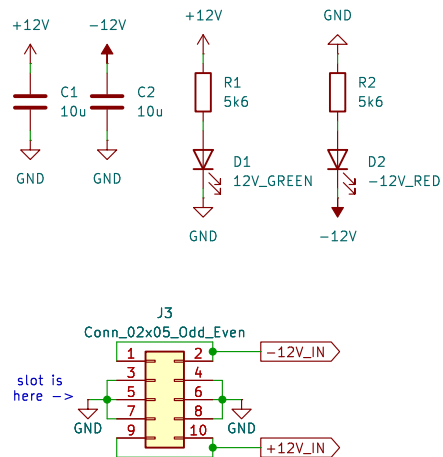 +12V
-12V
+12V
GND
C1
10u
C2
10u
R1
5k6
R2
5k6
D1
12V_GREEN
D2
-12V_RED
GND
GND
GND
-12V
J3
Conn_02x05_Odd_Even
1
2
-12V_IN
3
4
slot is
here ->
5
6
7
8
GND
GND
9
10
+12V_IN